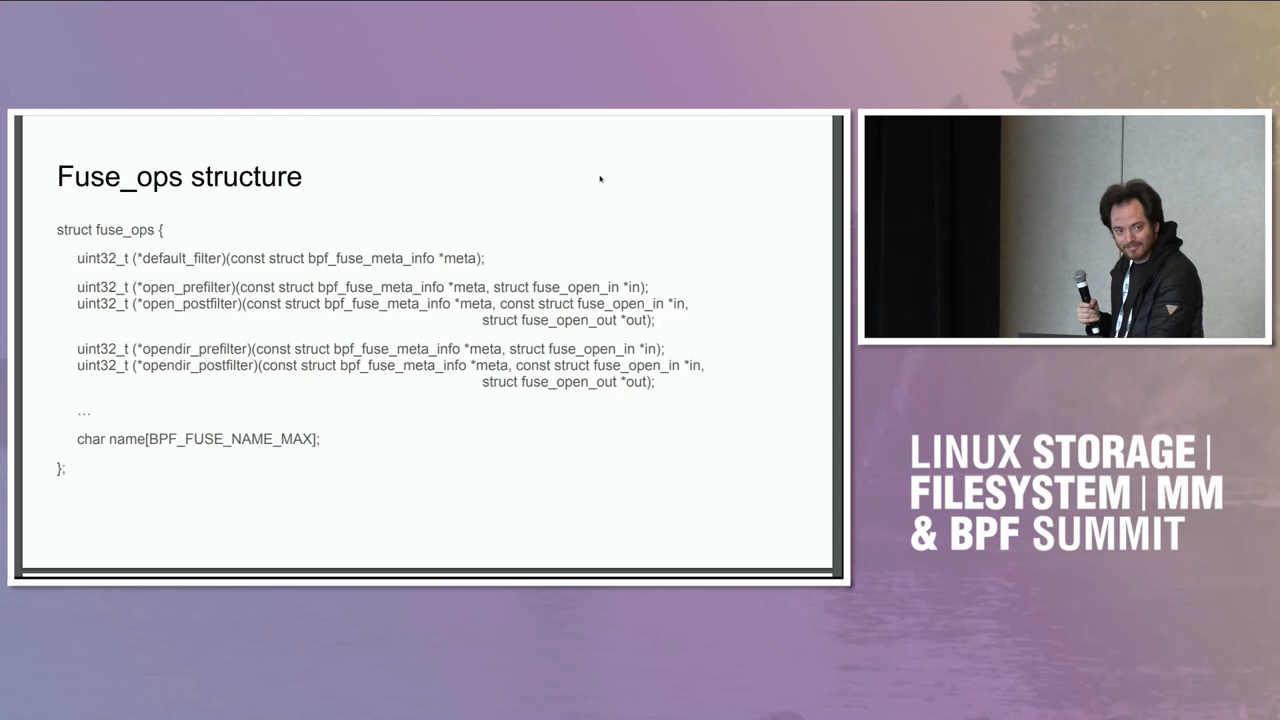 Fuse_ops structure
struct fuse_ops {
uint32_t (*default_filter)(const struct bpf_fuse_meta_info *meta);
uint32_t (*open_prefilter)(const struct bpf_fuse_meta_info *meta, struct fuse_open_in *in);
uint32_t (*open_postfilter)(const struct bpf_fuse_meta_info *meta, const struct fuse_open_in *in,
struct fuse_open_out *out);
uint32_t (*opendir_prefilter)(const struct bpf_fuse_meta_info *meta, struct fuse_open_in *in);
uint32_t (*opendir_postfilter)(const struct bpf_fuse_meta_info *meta, const struct fuse_open_in *in,
struct fuse_open_out *out);
…
char name[BPF_FUSE_NAME_MAX];
};
LINUX STORAGE |
FILESYSTEM | MM
& BPF SUMMIT